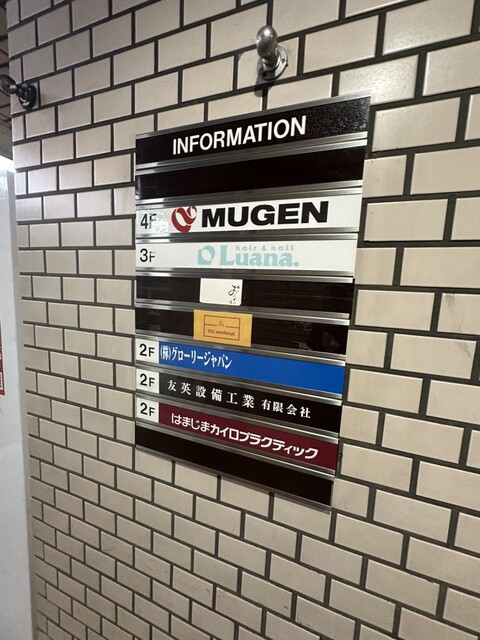 INFORMATION
4F MUGEN
3F hair & nail
Luana®
OG workout
2F (株)グローリージャパン
2F 友英設備工業 有限会社
2F はまじまカイロプラクティック